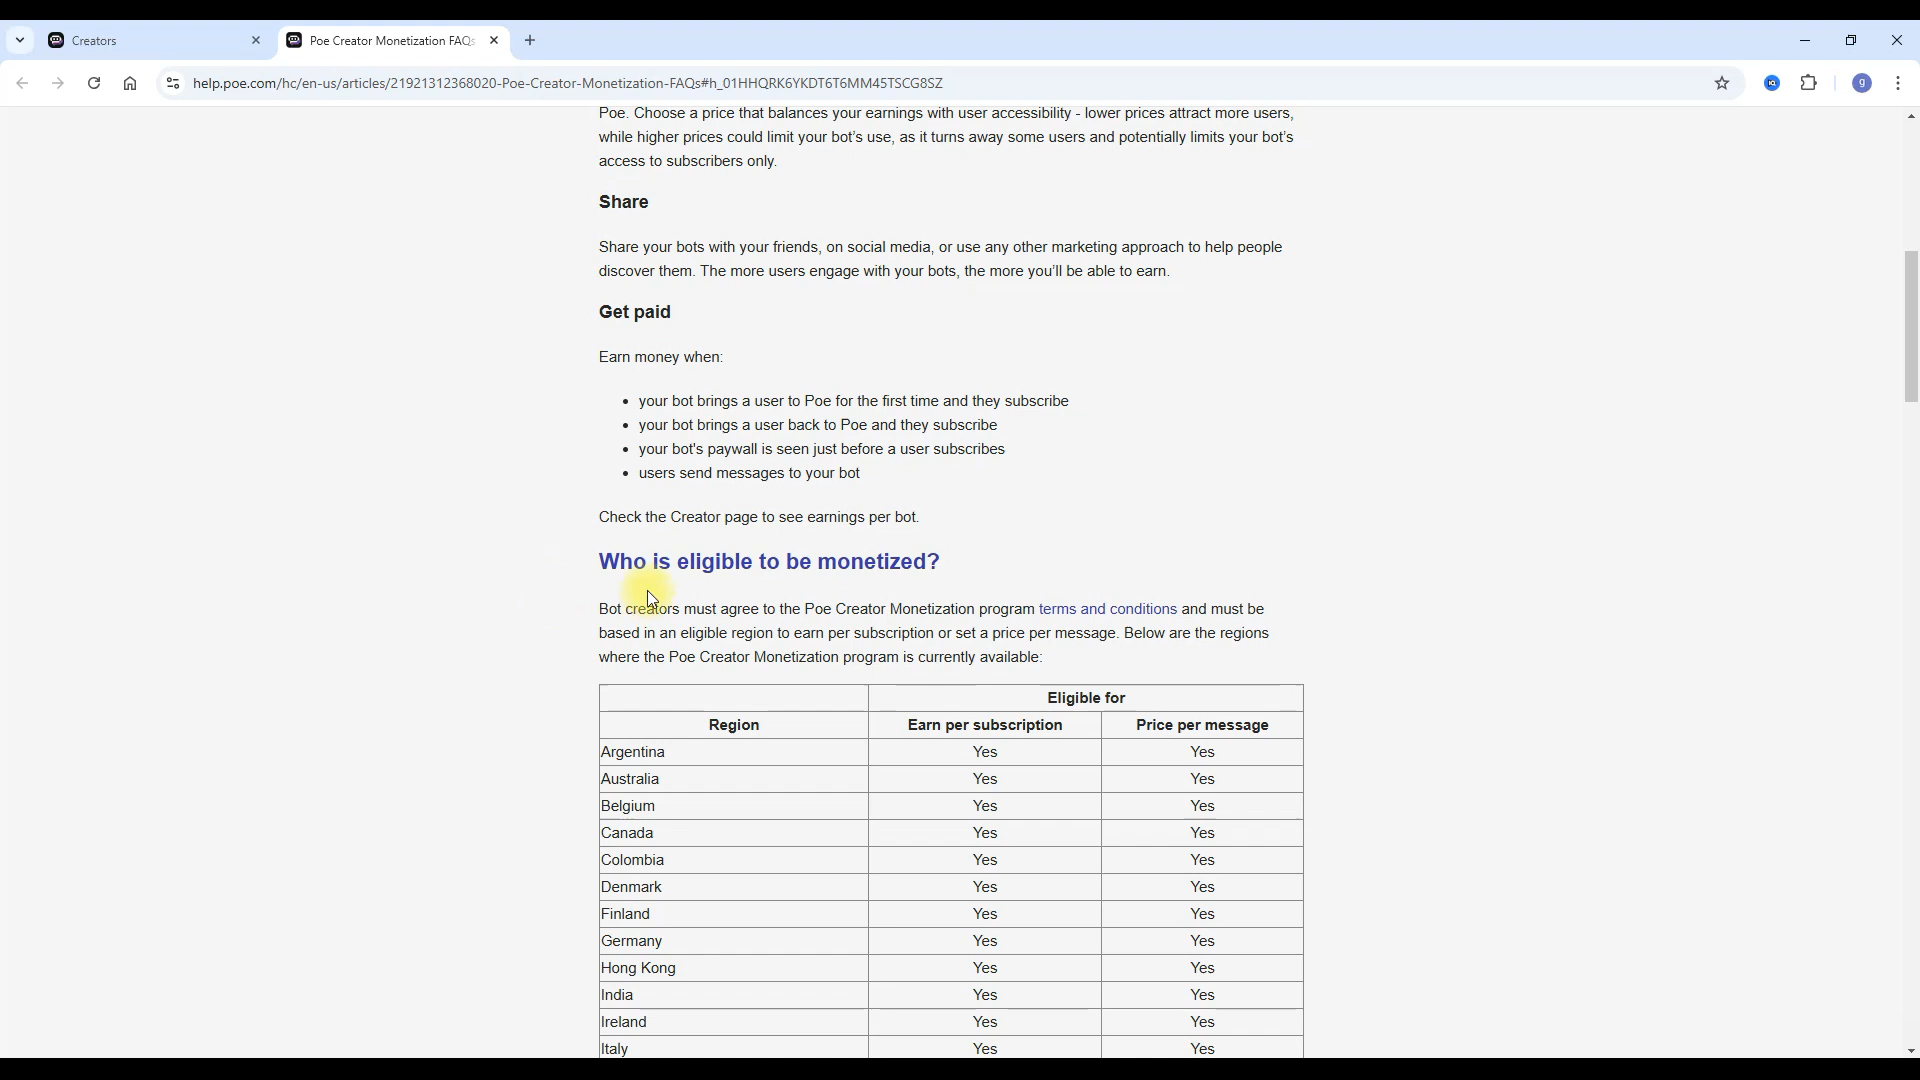 Creators
Poe Creator Monetization FAQs
help.poe.com/hc/en-us/articles/21921312368020-Poe-Creator-Monetization-FAQs#h_01HHQRK6YKDT6T6MM45TSCG8SZ
g
Poe. Choose a price that balances your earnings with user accessibility - lower prices attract more users,
while higher prices could limit your bot's use, as it turns away some users and potentially limits your bot's
access to subscribers only.
Share
Share your bots with your friends, on social media, or use any other marketing approach to help people
discover them. The more users engage with your bots, the more you'll be able to earn.
Get paid
Earn money when:
• your bot brings a user to Poe for the first time and they subscribe
• your bot brings a user back to Poe and they subscribe
• your bot's paywall is seen just before a user subscribes
• users send messages to your bot
Check the Creator page to see earnings per bot.
Who is eligible to be monetized?
Bot creators must agree to the Poe Creator Monetization program terms and conditions and must be
based in an eligible region to earn per subscription or set a price per message. Below are the regions
where the Poe Creator Monetization program is currently available:
Eligible for
Region Earn per subscription Price per message
Argentina Yes Yes
Australia Yes Yes
Belgium Yes Yes
Canada Yes Yes
Colombia Yes Yes
Denmark Yes Yes
Finland Yes Yes
Germany Yes Yes
Hong Kong Yes Yes
India Yes Yes
Ireland Yes Yes
Italy Yes Yes